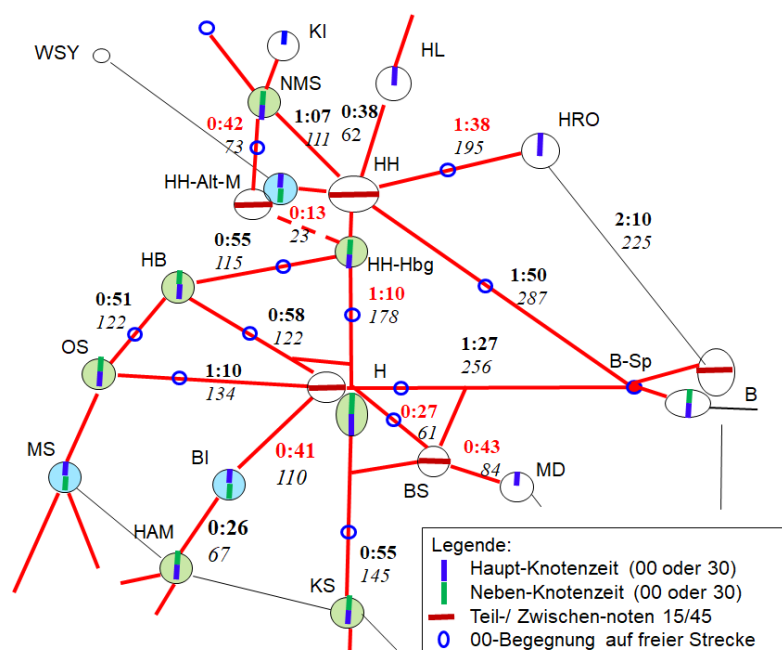 KI
WSY
HL
NMS
0:42
73
1:07
111
0:38
62
1:38
195
HRO
HH
HH-Alt-M
0:13
23
2:10
225
HB
0:55
115
HH-Hbg
1:50
287
0:51
122
0:58
122
1:10
178
OS
1:10
134
H
1:27
256
B-Sp
B
0:27
61
0:41
110
0:43
84
MS
BI
BS
MD
HAM
0:26
67
KS
0:55
145
Legende:
Haupt-Knotenzeit (00 oder 30)
Neben-Knotenzeit (00 oder 30)
Teil-/ Zwischen-noten 15/45
00-Begegnung auf freier Strecke